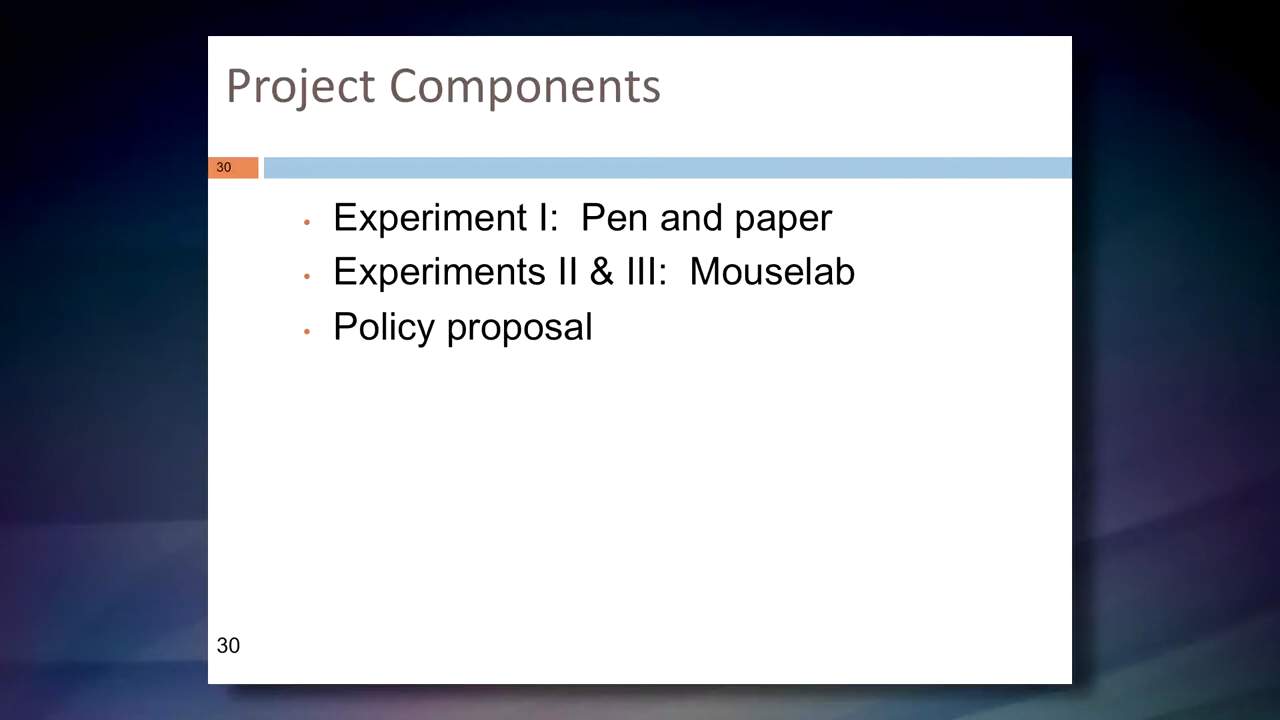 Project Components
30
• Experiment I: Pen and paper
• Experiments II & III: Mouselab
• Policy proposal
30